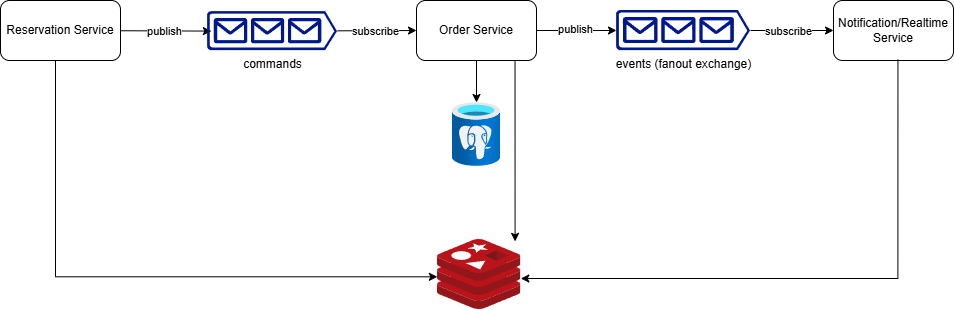 Reservation Service
publish
subscribe
Order Service
publish
subscribe
Notification/Realtime
Service
commands
events (fanout exchange)